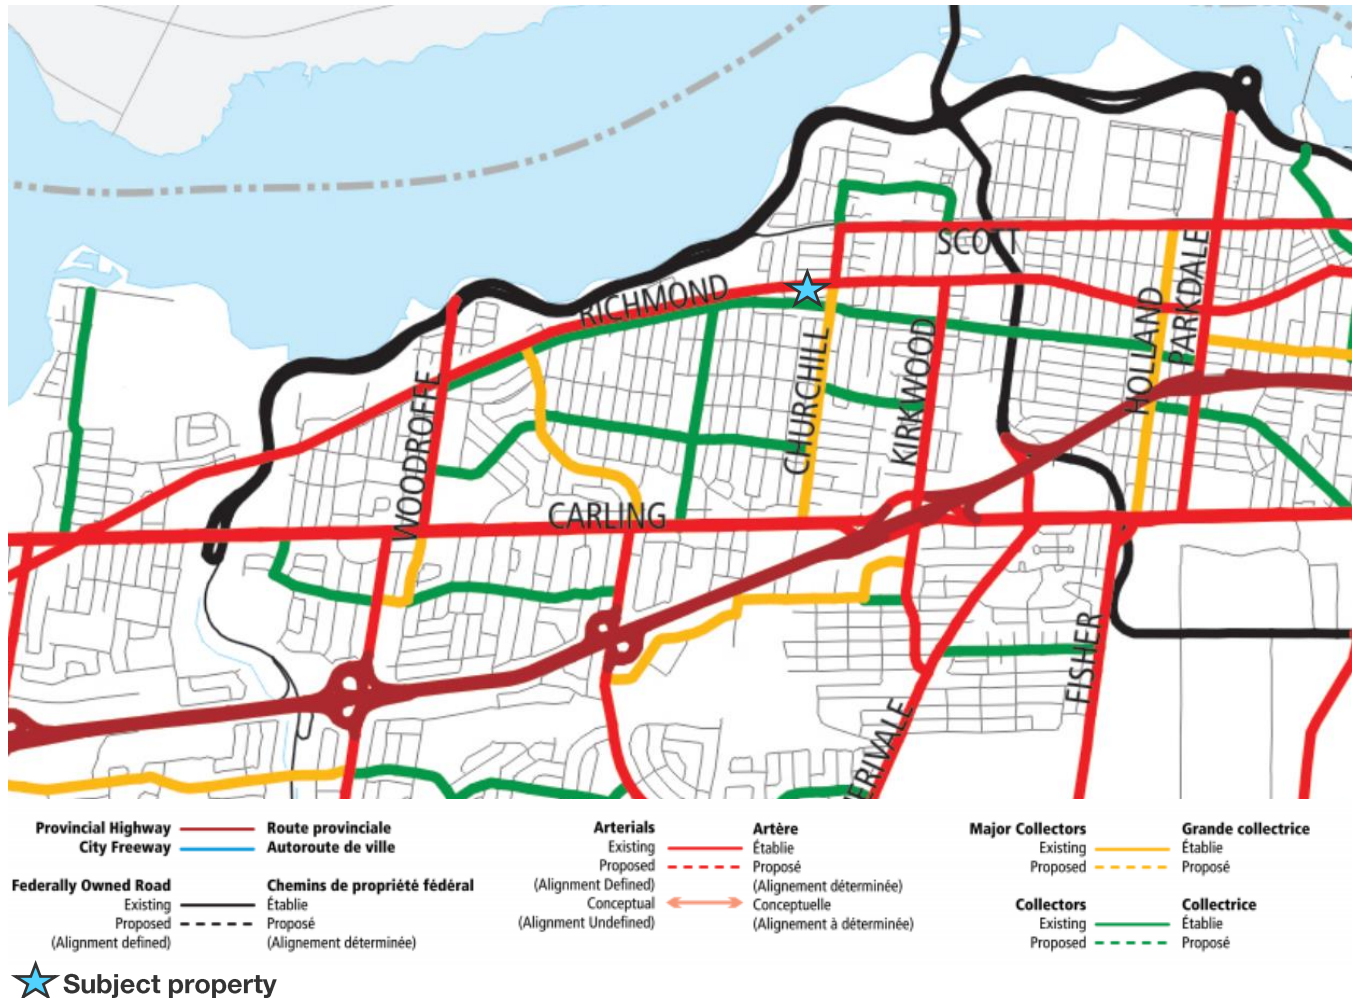 SCOTT
RICHMOND
PARKDALE
HOLLAND
CHURCHILL
KIRKWOOD
WOODROFFE
CARLING
FISHER
ERIVALE
Provincial Highway Route provinciale
City Freeway Autoroute de ville
Federally Owned Road Chemins de propriété fédéral
Existing Établie
Proposed Proposé
(Alignment defined) (Alignement déterminée)
Arterials Artère
Existing Établie
Proposed Proposé
(Alignment Defined) (Alignement déterminée)
Conceptual Conceptuelle
(Alignment Undefined) (Alignement à déterminée)
Major Collectors Grande collectrice
Existing Établie
Proposed Proposé
Collectors Collectrice
Existing Établie
Proposed Proposé
Subject property